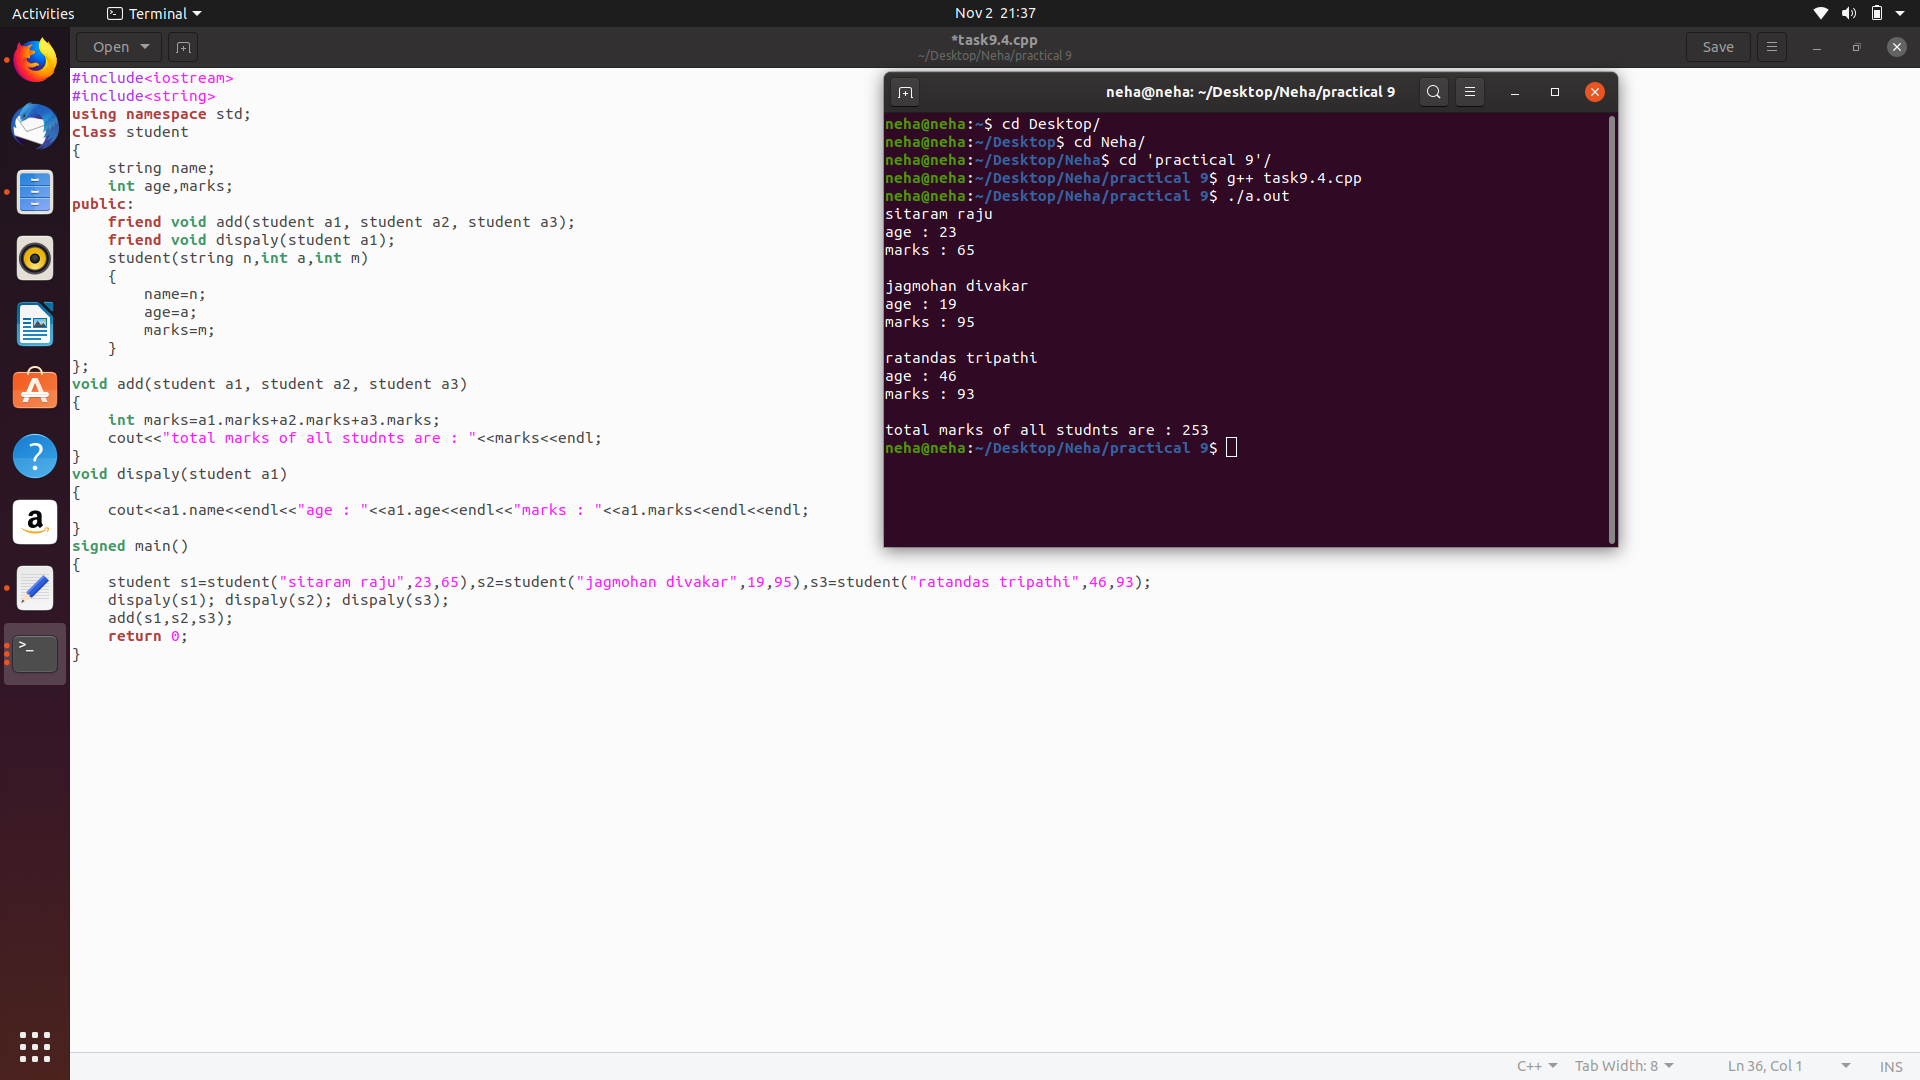 Activities
Terminal
Nov 2 21:37
Open
*task9.4.cpp
~/Desktop/Neha/practical 9
Save
#include<iostream>
#include<string>
using namespace std;
class student
{
    string name;
    int age,marks;
public:
    friend void add(student a1, student a2, student a3);
    friend void dispaly(student a1);
    student(string n,int a,int m)
    {
        name=n;
        age=a;
        marks=m;
    }
};
void add(student a1, student a2, student a3)
{
    int marks=a1.marks+a2.marks+a3.marks;
    cout<<"total marks of all studnts are : "<<marks<<endl;
}
void dispaly(student a1)
{
    cout<<a1.name<<endl<<"age : "<<a1.age<<endl<<"marks : "<<a1.marks<<endl<<endl;
}
signed main()
{
    student s1=student("sitaram raju",23,65),s2=student("jagmohan divakar",19,95),s3=student("ratandas tripathi",46,93);
    dispaly(s1); dispaly(s2); dispaly(s3);
    add(s1,s2,s3);
    return 0;
}
neha@neha: ~/Desktop/Neha/practical 9
neha@neha:~$ cd Desktop/
neha@neha:~/Desktop$ cd Neha/
neha@neha:~/Desktop/Neha$ cd 'practical 9'/
neha@neha:~/Desktop/Neha/practical 9$ g++ task9.4.cpp
neha@neha:~/Desktop/Neha/practical 9$ ./a.out
sitaram raju
age : 23
marks : 65
jagmohan divakar
age : 19
marks : 95
ratandas tripathi
age : 46
marks : 93
total marks of all studnts are : 253
neha@neha:~/Desktop/Neha/practical 9$
C++
Tab Width: 8
Ln 36, Col 1
INS